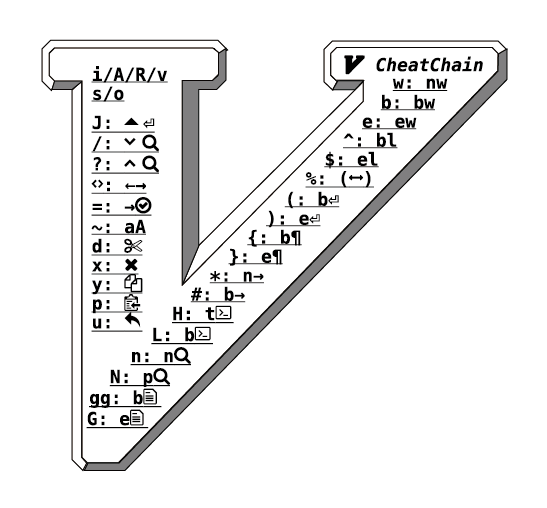 i/A/R/v
s/o
J: ▲ ⏎
/: ⌄ 🔍
?: ⌃ 🔍
<>: ←→
=: →✓
~: aA
d: ✂
x: ✖
y: 📋
p: 📋
u: ↶
CheatChain
w: nw
b: bw
e: ew
^: bl
$: el
%: (↔)
(: b⏎
): e⏎
{: b¶
}: e¶
*: n→
#: b→
H: t
L: b
n: n🔍
N: p🔍
gg: b
G: e